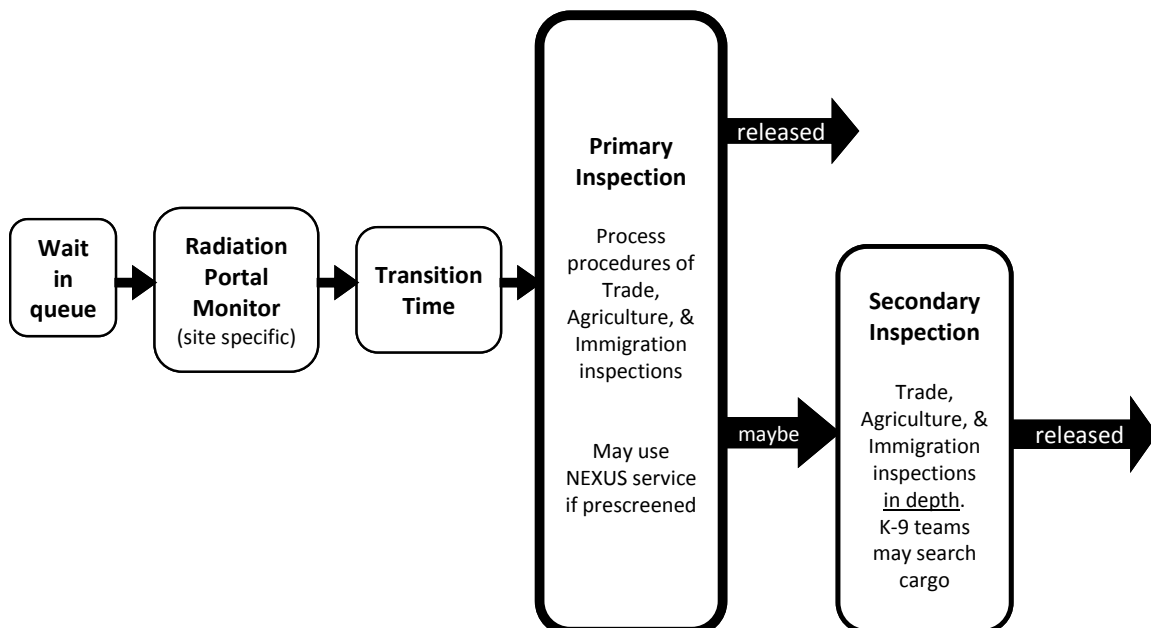 Wait
in
queue
Radiation
Portal
Monitor
(site specific)
Transition
Time
Primary
Inspection
Process
procedures of
Trade,
Agriculture, &
Immigration
inspections
May use
NEXUS service
if prescreened
released
maybe
Secondary
Inspection
Trade,
Agriculture, &
Immigration
inspections
in depth.
K-9 teams
may search
cargo
released